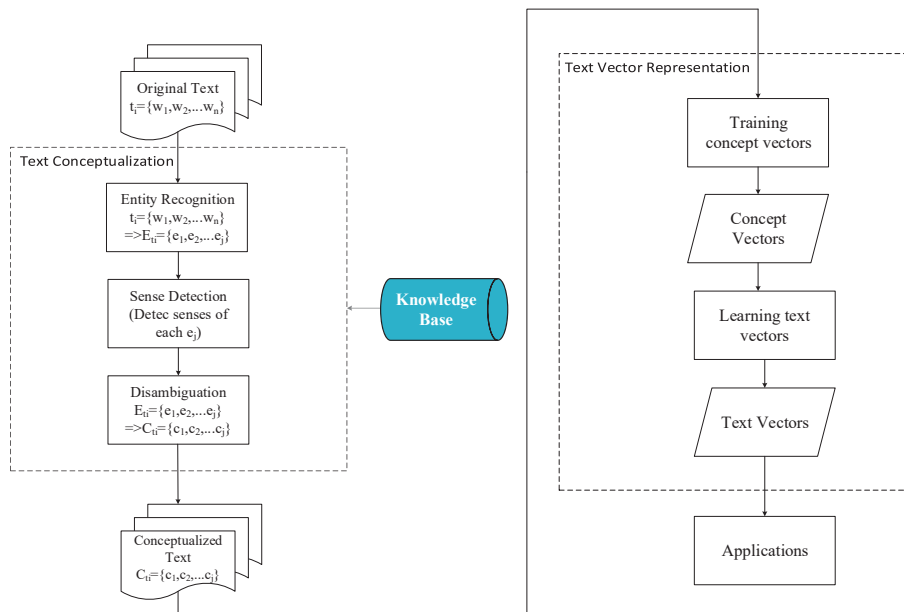 Original Text
tᵢ={w₁,w₂,...wₙ}
Text Conceptualization
Entity Recognition
tᵢ={w₁,w₂,...wₙ}
=>Eₜᵢ={e₁,e₂,...eⱼ}
Sense Detection
(Detec senses of
each eⱼ)
Disambiguation
Eₜᵢ={e₁,e₂,...eⱼ}
=>Cₜᵢ={c₁,c₂,...cⱼ}
Conceptualized
Text
Cₜᵢ={c₁,c₂,...cⱼ}
Knowledge
Base
Text Vector Representation
Training
concept vectors
Concept
Vectors
Learning text
vectors
Text Vectors
Applications